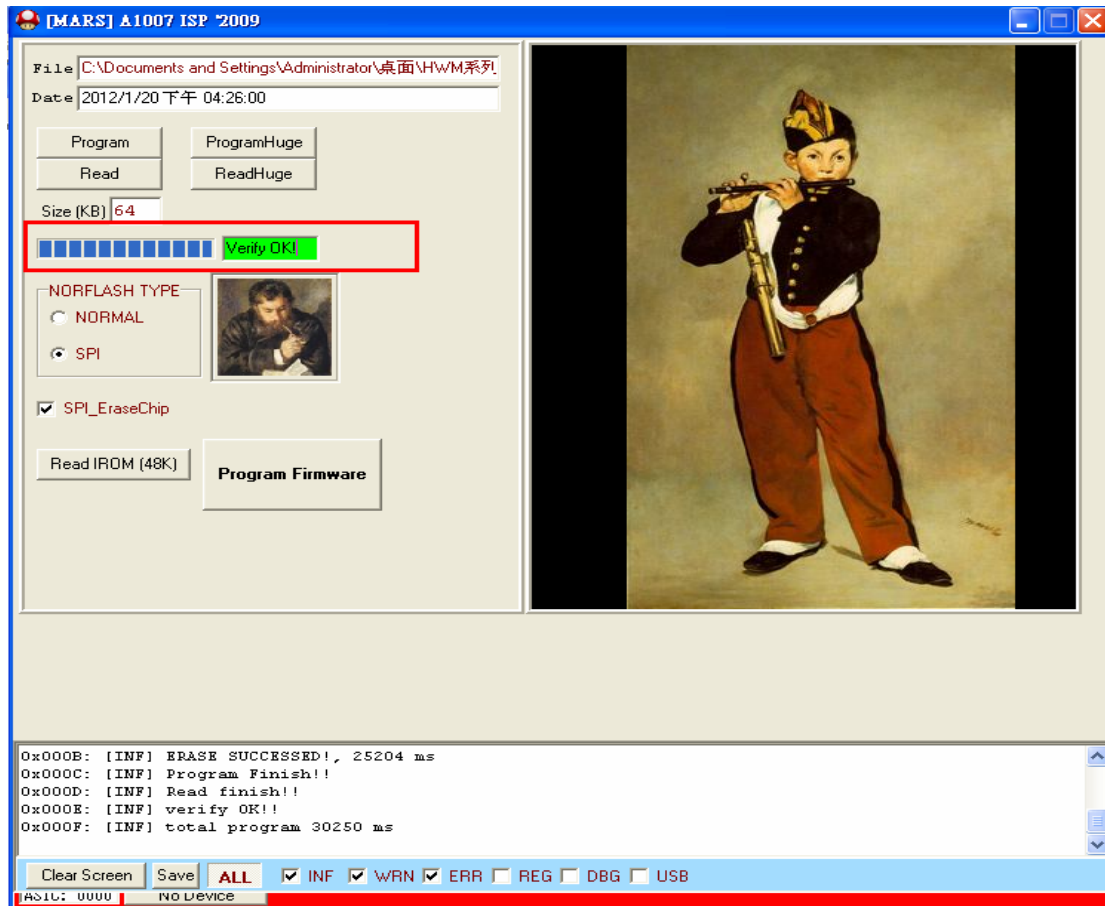 [MARS] A1007 ISP '2009
File C:\Documents and Settings\Administrator\桌面\HWM系列
Date 2012/1/20 下午 04:26:00
Program ProgramHuge
Read ReadHuge
Size (KB) 64
Verify OK!
NORFLASH TYPE
NORMAL
SPI
SPI_EraseChip
Read IROM (48K)
Program Firmware
0x000B: [INF] ERASE SUCCESSED!, 25204 ms
0x000C: [INF] Program Finish!!
0x000D: [INF] Read finish!!
0x000E: [INF] verify OK!!
0x000F: [INF] total program 30250 ms
Clear Screen Save ALL INF WRN ERR REG DBG USB
ASIC: 0000 No Device